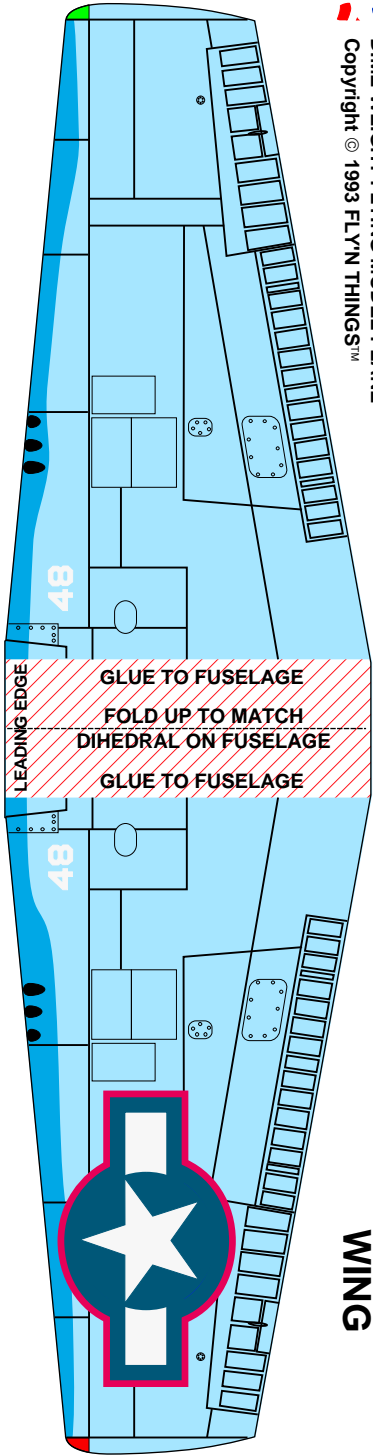 Copyright © 1993 FLY'N THINGS™
48
LEADING EDGE
GLUE TO FUSELAGE
FOLD UP TO MATCH
DIHEDRAL ON FUSELAGE
GLUE TO FUSELAGE
48
WING